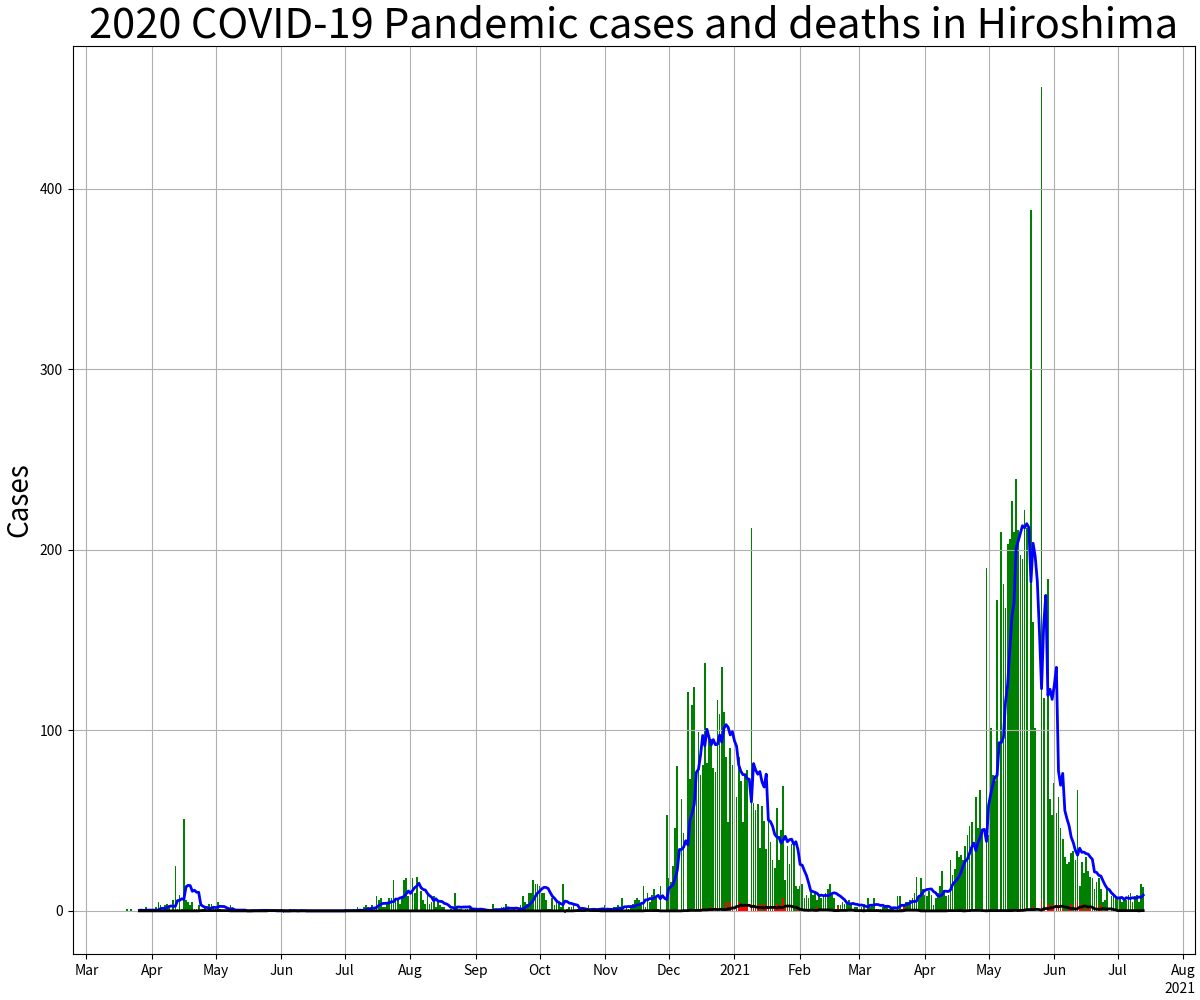 2020 COVID-19 Pandemic cases and deaths in Hiroshima
Cases
400
300
200
100
0
Mar Apr May Jun Jul Aug Sep Oct Nov Dec 2021 Feb Mar Apr May Jun Jul Aug
2021